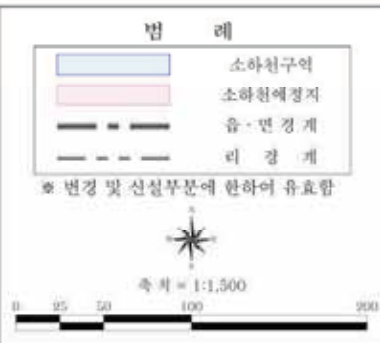 범 례
소하천구역
소하천예정지
읍·면경계
리 경 계
※ 변경 및 신설부분에 한하여 유효함
축 척 = 1:1,500
0 25 50 100 200